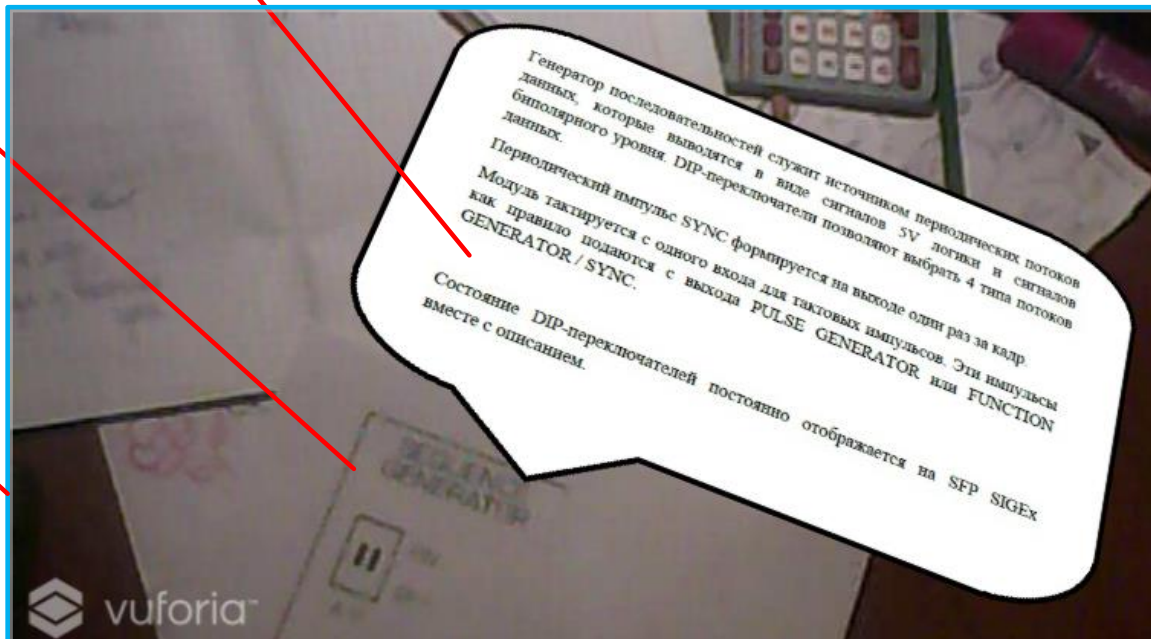 Генератор последовательностей служит источником периодических потоков
данных, которые выводятся в виде сигналов 5V логики и сигналов
биполярного уровня. DIP-переключатели позволяют выбрать 4 типа потоков
данных.
Периодический импульс SYNC формируется на выходе один раз за кадр.
Модуль тактируется с одного входа для тактовых импульсов. Эти импульсы
как правило подаются с выхода PULSE GENERATOR или FUNCTION
GENERATOR / SYNC.
Состояние DIP-переключателей постоянно отображается на SFP SIGEx
вместе с описанием.
SEQUENCE
GENERATOR
vuforia™